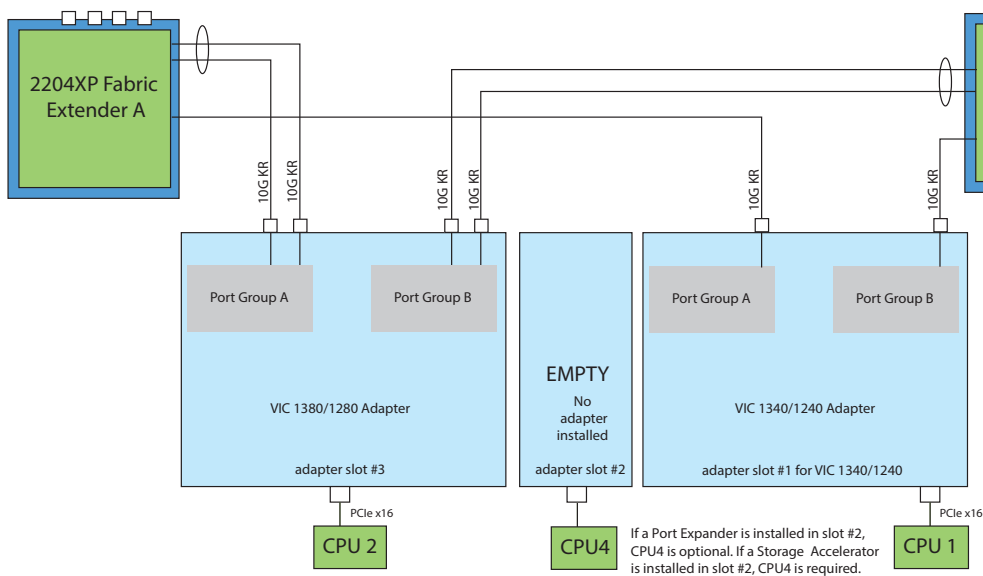 2204XP Fabric
Extender A
10G KR
10G KR
10G KR
10G KR
10G KR
10G KR
Port Group A
Port Group B
Port Group A
Port Group B
EMPTY
No
adapter
installed
VIC 1380/1280 Adapter
VIC 1340/1240 Adapter
adapter slot #3
adapter slot #2
adapter slot #1 for VIC 1340/1240
PCIe x16
PCIe x16
CPU 2
CPU4
If a Port Expander is installed in slot #2,
CPU4 is optional. If a Storage Accelerator
is installed in slot #2, CPU4 is required.
CPU 1